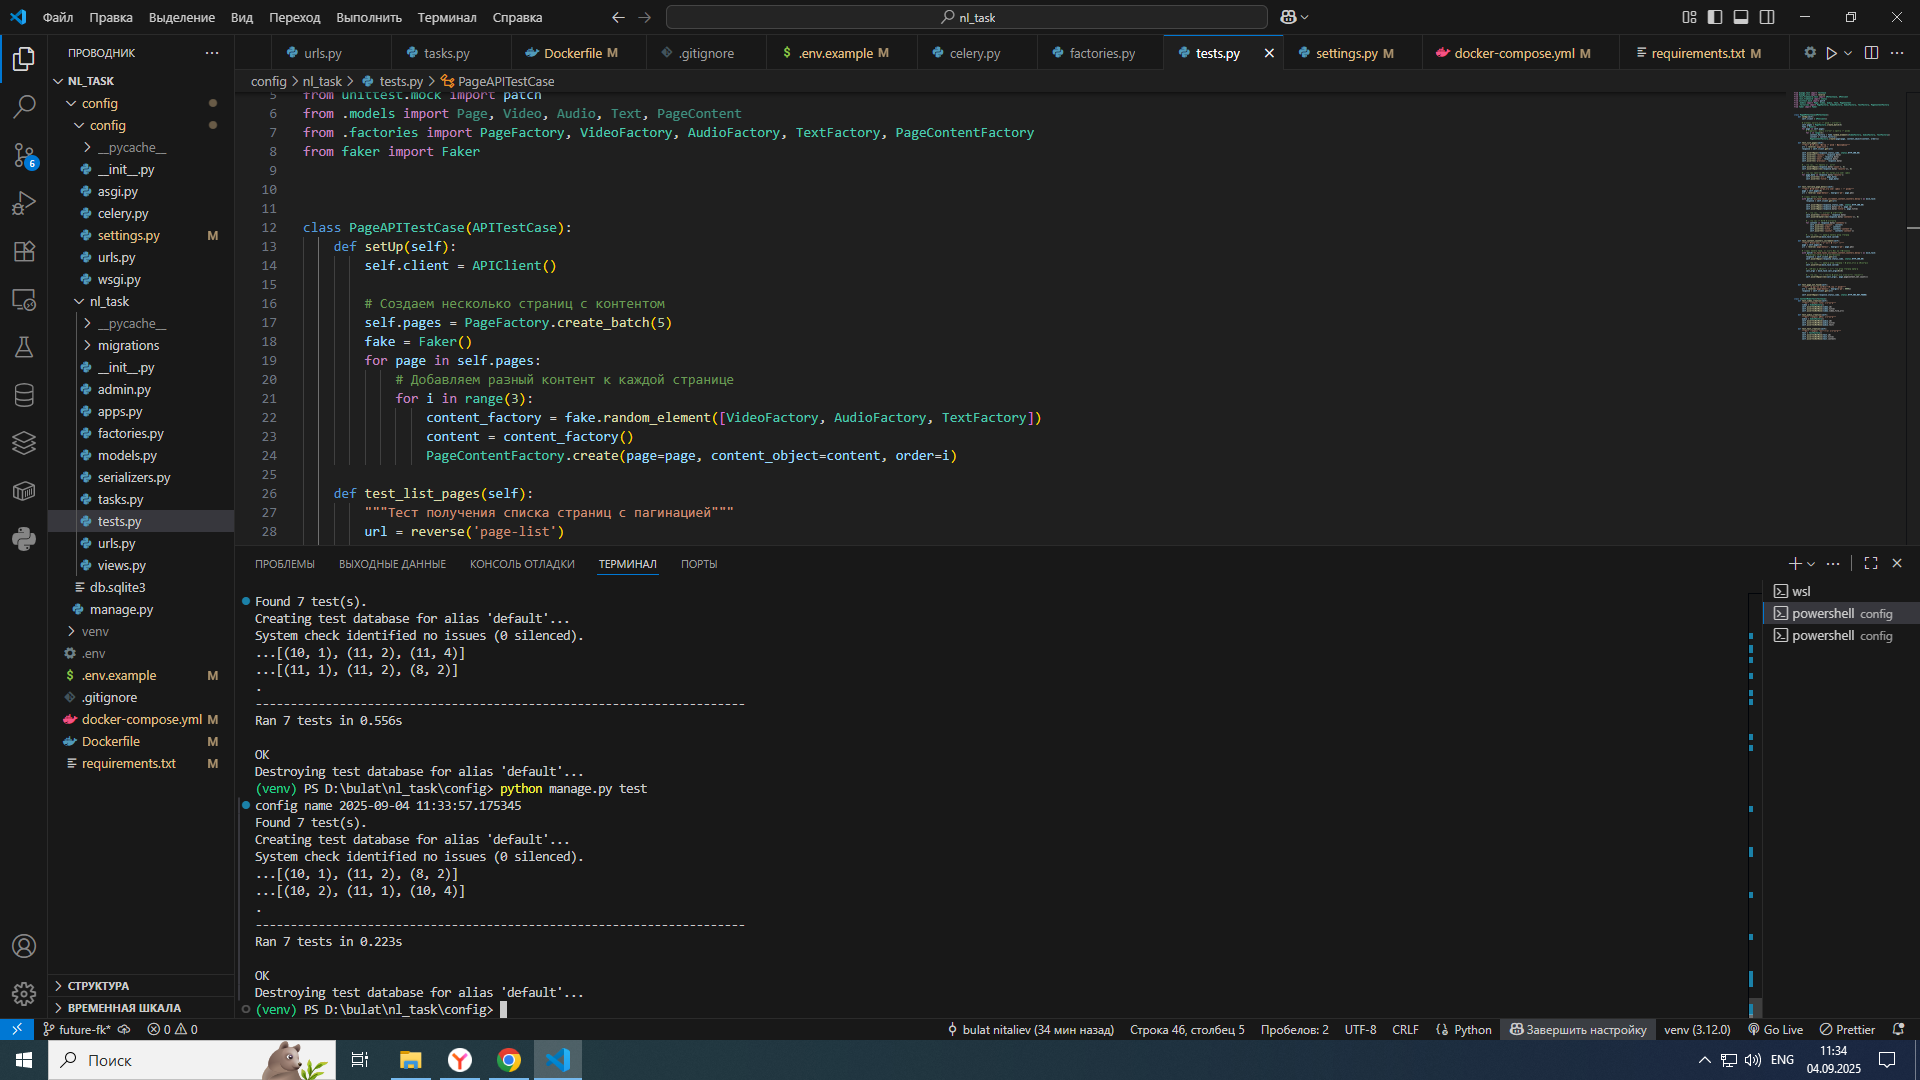 Файл Правка Выделение Вид Переход Выполнить Терминал Справка nl_task
ПРОВОДНИК
urls.py tasks.py Dockerfile M .gitignore .env.example M celery.py factories.py tests.py settings.py M docker-compose.yml M requirements.txt M
config > nl_task > tests.py > PageAPITestCase
NL_TASK
config
config
__pycache__
__init__.py
asgi.py
celery.py
settings.py M
urls.py
wsgi.py
nl_task
__pycache__
migrations
__init__.py
admin.py
apps.py
factories.py
models.py
serializers.py
tasks.py
tests.py
urls.py
views.py
db.sqlite3
manage.py
venv
.env
.env.example M
.gitignore
docker-compose.yml M
Dockerfile M
requirements.txt M
СТРУКТУРА
ВРЕМЕННАЯ ШКАЛА
5 from unittest.mock import patch
6 from .models import Page, Video, Audio, Text, PageContent
7 from .factories import PageFactory, VideoFactory, AudioFactory, TextFactory, PageContentFactory
8 from faker import Faker
9
10
11
12 class PageAPITestCase(APITestCase):
13 def setUp(self):
14 self.client = APIClient()
15
16 # Создаем несколько страниц с контентом
17 self.pages = PageFactory.create_batch(5)
18 fake = Faker()
19 for page in self.pages:
20 # Добавляем разный контент к каждой странице
21 for i in range(3):
22 content_factory = fake.random_element([VideoFactory, AudioFactory, TextFactory])
23 content = content_factory()
24 PageContentFactory.create(page=page, content_object=content, order=i)
25
26 def test_list_pages(self):
27 """Тест получения списка страниц с пагинацией"""
28 url = reverse('page-list')
ПРОБЛЕМЫ ВЫХОДНЫЕ ДАННЫЕ КОНСОЛЬ ОТЛАДКИ ТЕРМИНАЛ ПОРТЫ
Found 7 test(s).
Creating test database for alias 'default'...
System check identified no issues (0 silenced).
...[(10, 1), (11, 2), (11, 4)]
...[(11, 1), (11, 2), (8, 2)]
.
----------------------------------------------------------------------
Ran 7 tests in 0.556s
OK
Destroying test database for alias 'default'...
(venv) PS D:\bulat\nl_task\config> python manage.py test
config name 2025-09-04 11:33:57.175345
Found 7 test(s).
Creating test database for alias 'default'...
System check identified no issues (0 silenced).
...[(10, 1), (11, 2), (8, 2)]
...[(10, 2), (11, 1), (10, 4)]
.
----------------------------------------------------------------------
Ran 7 tests in 0.223s
OK
Destroying test database for alias 'default'...
(venv) PS D:\bulat\nl_task\config>
wsl
powershell config
powershell config
future-fk* 0 0 bulat nitaliev (34 мин назад) Строка 46, столбец 5 Пробелов: 2 UTF-8 CRLF Python Завершить настройку venv (3.12.0) Go Live Prettier
6
Поиск
ENG
11:34
04.09.2025